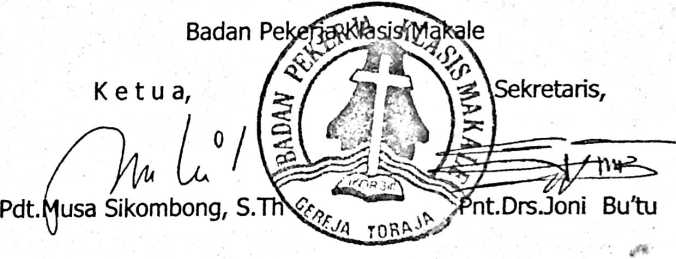 Badan Pekerja Klasis Makale
K e t u a,
Sekretaris,
BADAN PEKERJA KLASIS MAKALE
GEREJA TORAJA
Pdt.Musa Sikombong, S.Th
Pnt.Drs.Joni Bu'tu